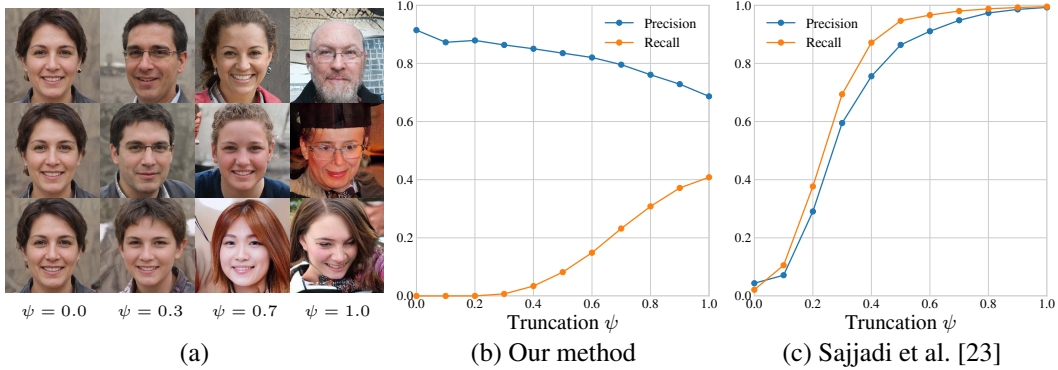 ψ = 0.0 ψ = 0.3 ψ = 0.7 ψ = 1.0
(a)
1.0
0.8
0.6
0.4
0.2
0.0
0.0 0.2 0.4 0.6 0.8 1.0
Precision
Recall
Truncation ψ
(b) Our method
1.0
0.8
0.6
0.4
0.2
0.0
0.0 0.2 0.4 0.6 0.8 1.0
Precision
Recall
Truncation ψ
(c) Sajjadi et al. [23]